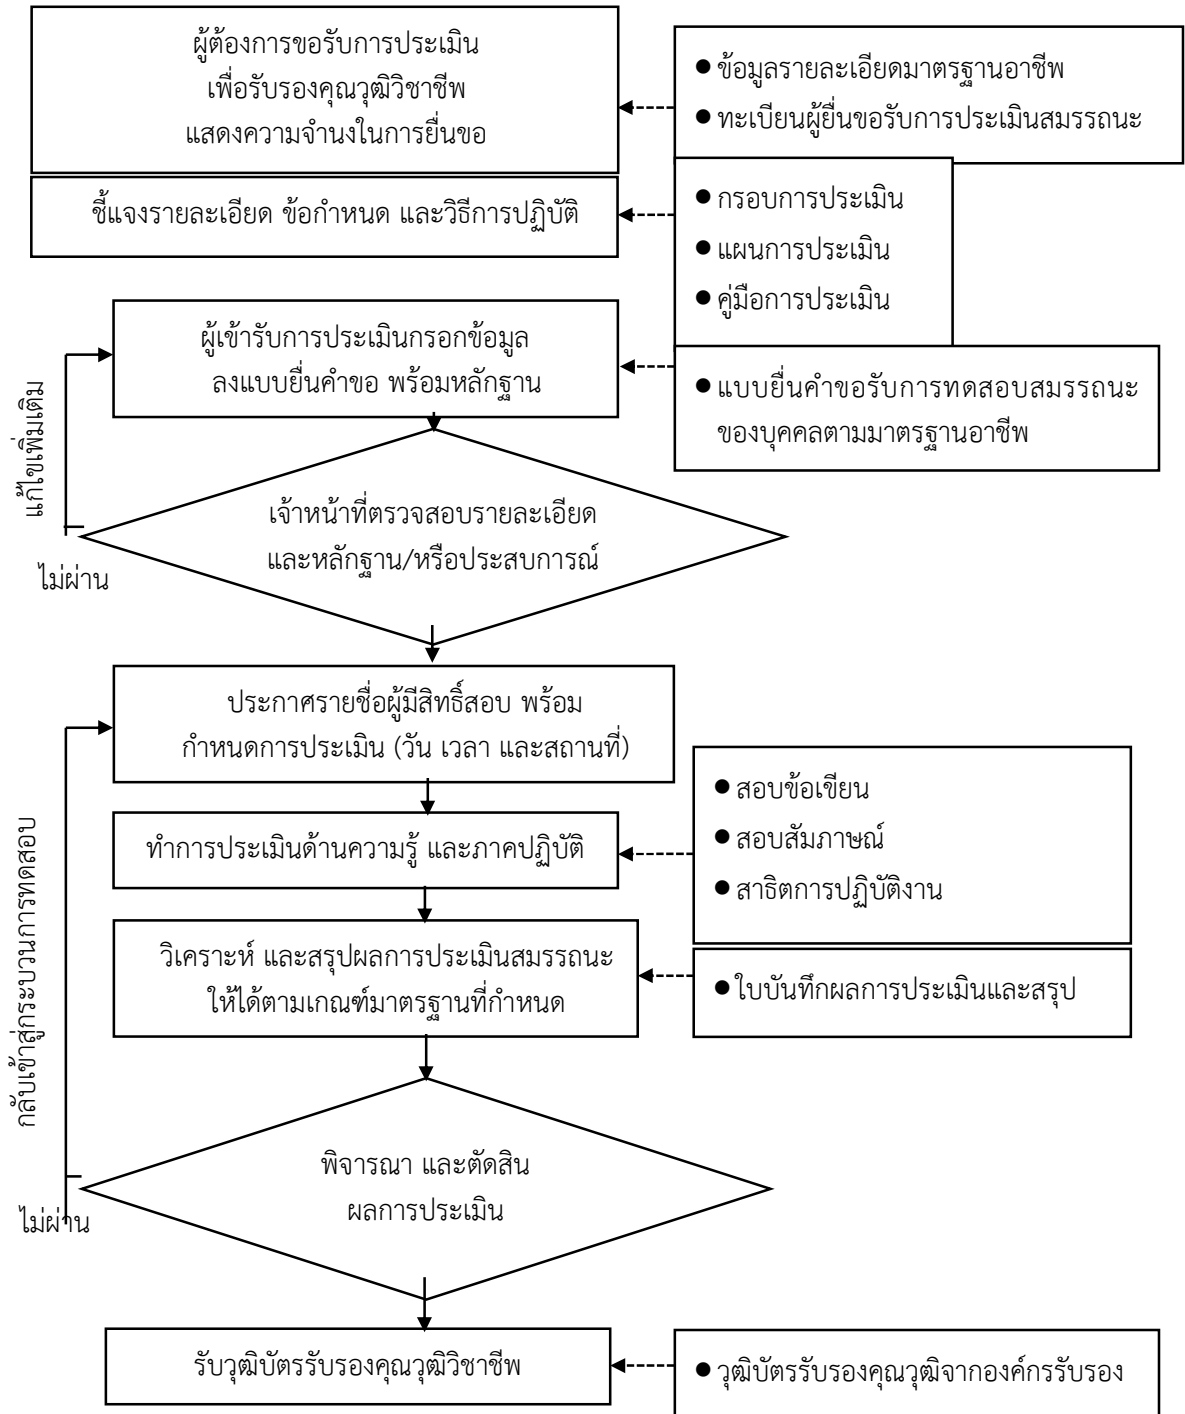 ผู้ต้องการขอรับการประเมิน
เพื่อรับรองคุณวุฒิวิชาชีพ
แสดงความจำนงในการยื่นขอ
● ข้อมูลรายละเอียดมาตรฐานอาชีพ
● ทะเบียนผู้ยื่นขอรับการประเมินสมรรถนะ
ชี้แจงรายละเอียด ข้อกำหนด และวิธีการปฏิบัติ
● กรอบการประเมิน
● แผนการประเมิน
● คู่มือการประเมิน
ผู้เข้ารับการประเมินกรอกข้อมูล
ลงแบบยื่นคำขอ พร้อมหลักฐาน
● แบบยื่นคำขอรับการทดสอบสมรรถนะ
ของบุคคลตามมาตรฐานอาชีพ
แก้ไขเพิ่มเติม
เจ้าหน้าที่ตรวจสอบรายละเอียด
และหลักฐาน/หรือประสบการณ์
ไม่ผ่าน
ประกาศรายชื่อผู้มีสิทธิ์สอบ พร้อม
กำหนดการประเมิน (วัน เวลา และสถานที่)
● สอบข้อเขียน
● สอบสัมภาษณ์
● สาธิตการปฏิบัติงาน
ทำการประเมินด้านความรู้ และภาคปฏิบัติ
วิเคราะห์ และสรุปผลการประเมินสมรรถนะ
ให้ได้ตามเกณฑ์มาตรฐานที่กำหนด
● ใบบันทึกผลการประเมินและสรุป
กลับเข้าสู่กระบวนการทดสอบ
พิจารณา และตัดสิน
ผลการประเมิน
ไม่ผ่าน
รับวุฒิบัตรรับรองคุณวุฒิวิชาชีพ
● วุฒิบัตรรับรองคุณวุฒิจากองค์กรรับรอง